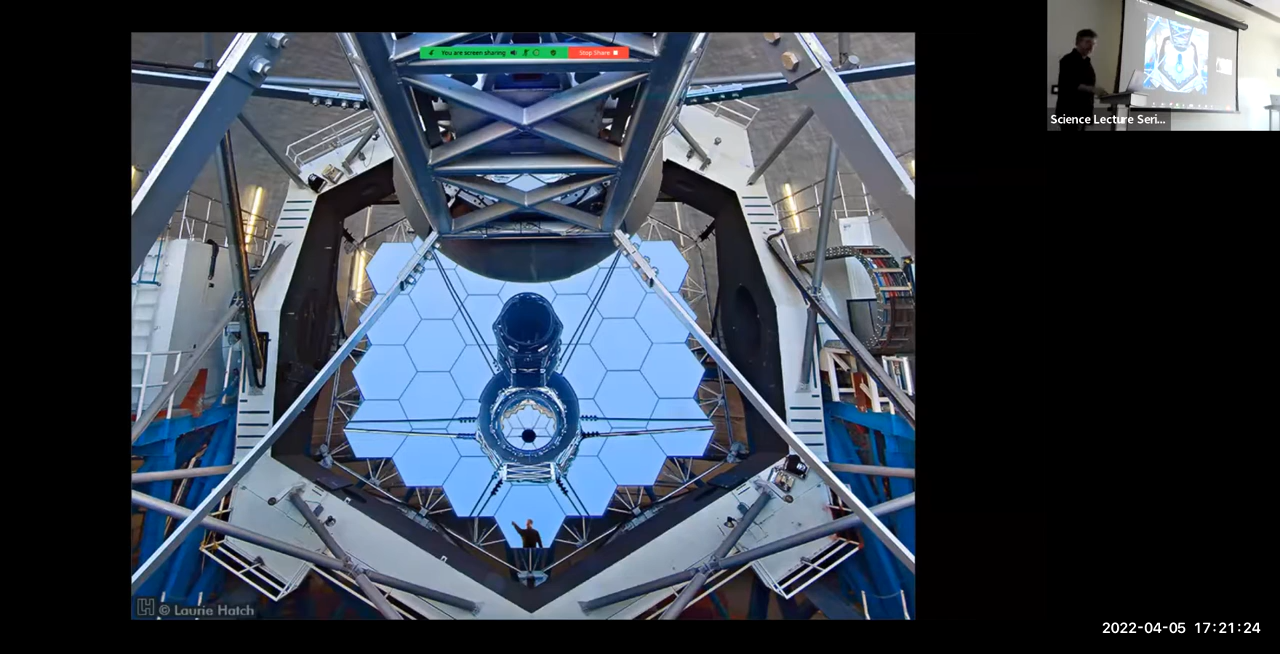 You are screen sharing
Stop Share
Science Lecture Seri...
© Laurie Hatch
2022-04-05 17:21:24